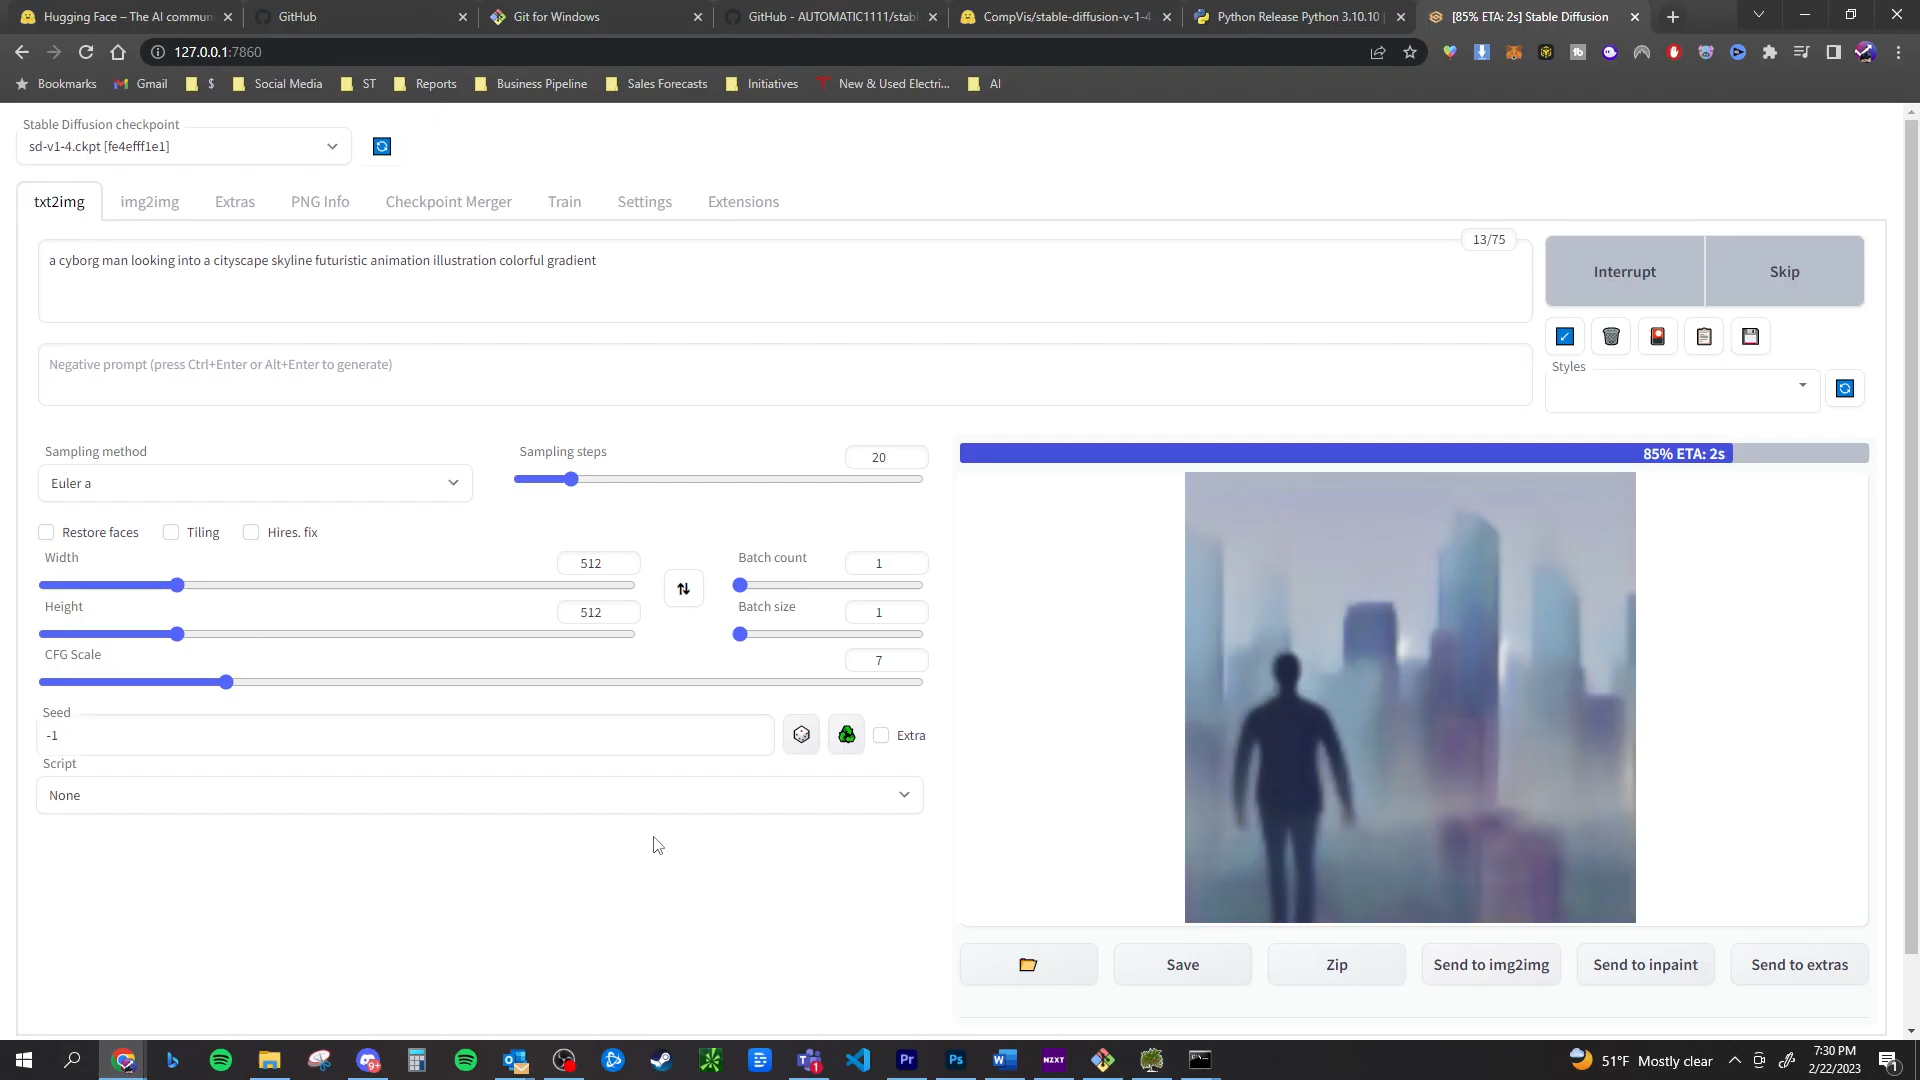 Hugging Face – The AI commun
GitHub
Git for Windows
GitHub - AUTOMATIC1111/stabl
CompVis/stable-diffusion-v-1-4
Python Release Python 3.10.10 |
[85% ETA: 2s] Stable Diffusion
127.0.0.1:7860
Bookmarks
Gmail
$
Social Media
ST
Reports
Business Pipeline
Sales Forecasts
Initiatives
New & Used Electri...
AI
Stable Diffusion checkpoint
sd-v1-4.ckpt [fe4efff1e1]
txt2img
img2img
Extras
PNG Info
Checkpoint Merger
Train
Settings
Extensions
13/75
a cyborg man looking into a cityscape skyline futuristic animation illustration colorful gradient
Interrupt
Skip
Negative prompt (press Ctrl+Enter or Alt+Enter to generate)
Styles
Sampling method
Euler a
Sampling steps
20
85% ETA: 2s
Restore faces
Tiling
Hires. fix
Width
512
Batch count
1
Height
512
Batch size
1
CFG Scale
7
Seed
-1
Extra
Script
None
Save
Zip
Send to img2img
Send to inpaint
Send to extras
9+
T
1
Pr
Ps
W
NZXT
51°F Mostly clear
7:30 PM
2/22/2023
1